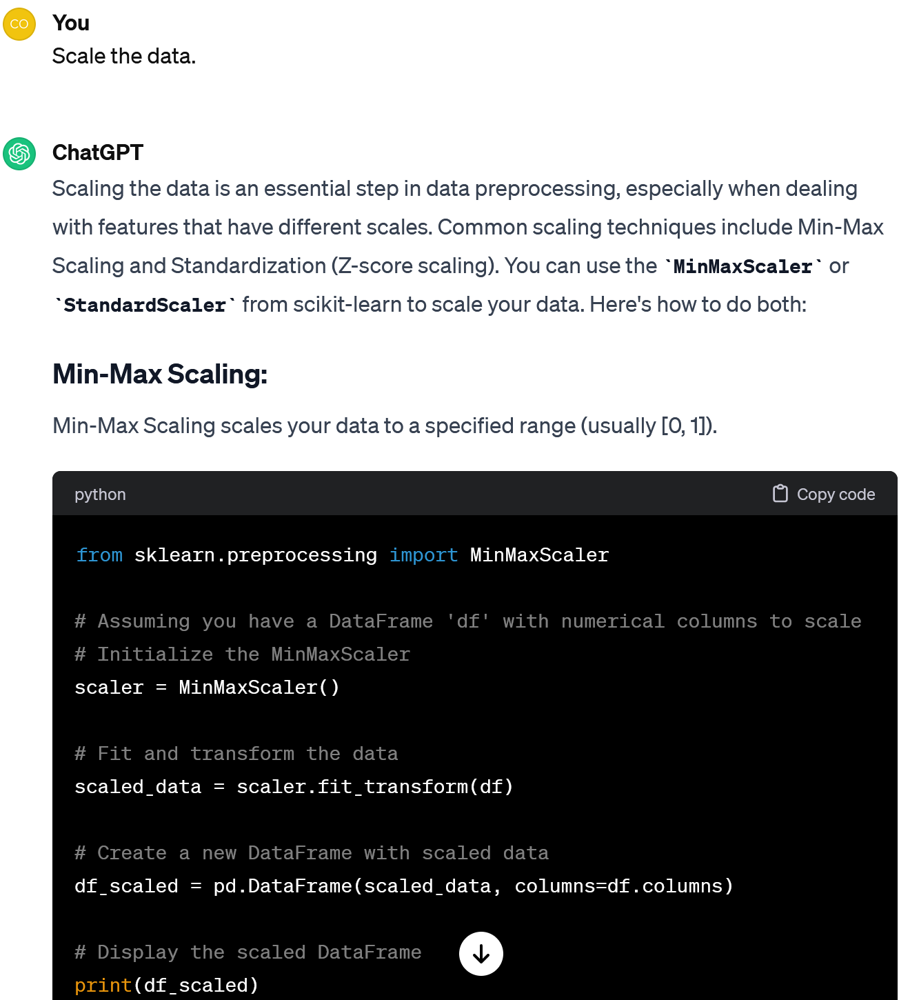 CO
You
Scale the data.
ChatGPT
Scaling the data is an essential step in data preprocessing, especially when dealing
with features that have different scales. Common scaling techniques include Min-Max
Scaling and Standardization (Z-score scaling). You can use the `MinMaxScaler` or
`StandardScaler` from scikit-learn to scale your data. Here's how to do both:
Min-Max Scaling:
Min-Max Scaling scales your data to a specified range (usually [0, 1]).
python
Copy code
from sklearn.preprocessing import MinMaxScaler
# Assuming you have a DataFrame 'df' with numerical columns to scale
# Initialize the MinMaxScaler
scaler = MinMaxScaler()
# Fit and transform the data
scaled_data = scaler.fit_transform(df)
# Create a new DataFrame with scaled data
df_scaled = pd.DataFrame(scaled_data, columns=df.columns)
# Display the scaled DataFrame
print(df_scaled)